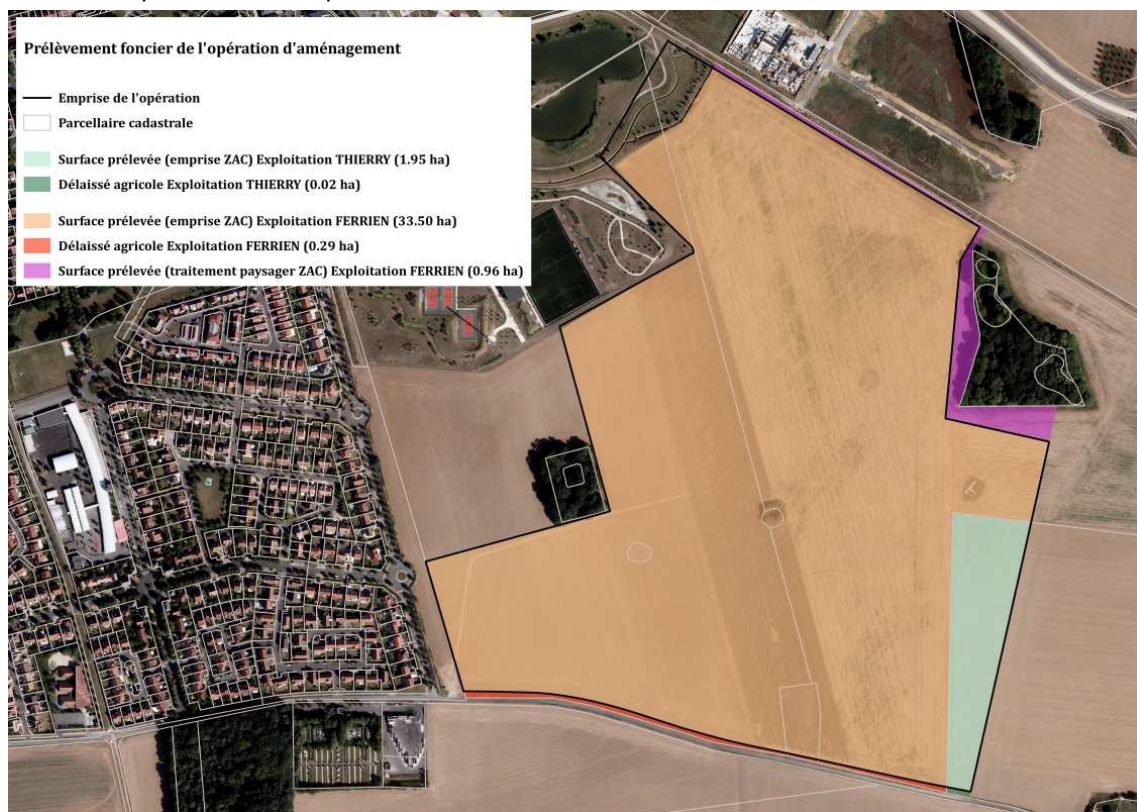 Prélèvement foncier de l'opération d'aménagement
Emprise de l'opération
Parcellaire cadastrale
Surface prélevée (emprise ZAC) Exploitation THIERRY (1.95 ha)
Délaissé agricole Exploitation THIERRY (0.02 ha)
Surface prélevée (emprise ZAC) Exploitation FERRIEN (33.50 ha)
Délaissé agricole Exploitation FERRIEN (0.29 ha)
Surface prélevée (traitement paysager ZAC) Exploitation FERRIEN (0.96 ha)